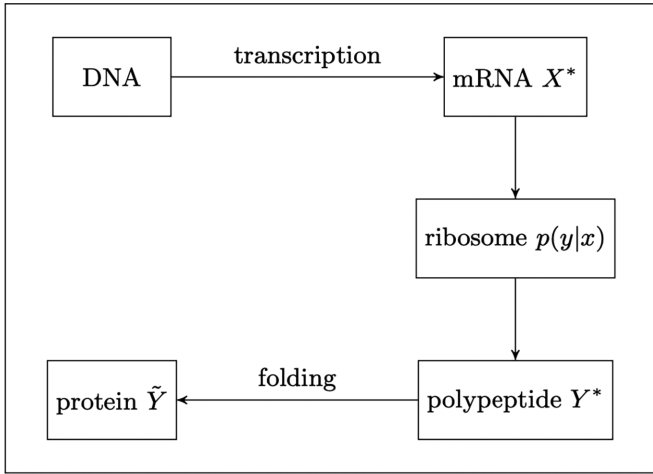 DNA
transcription
mRNA X*
ribosome p(y|x)
protein Ỹ
folding
polypeptide Y*